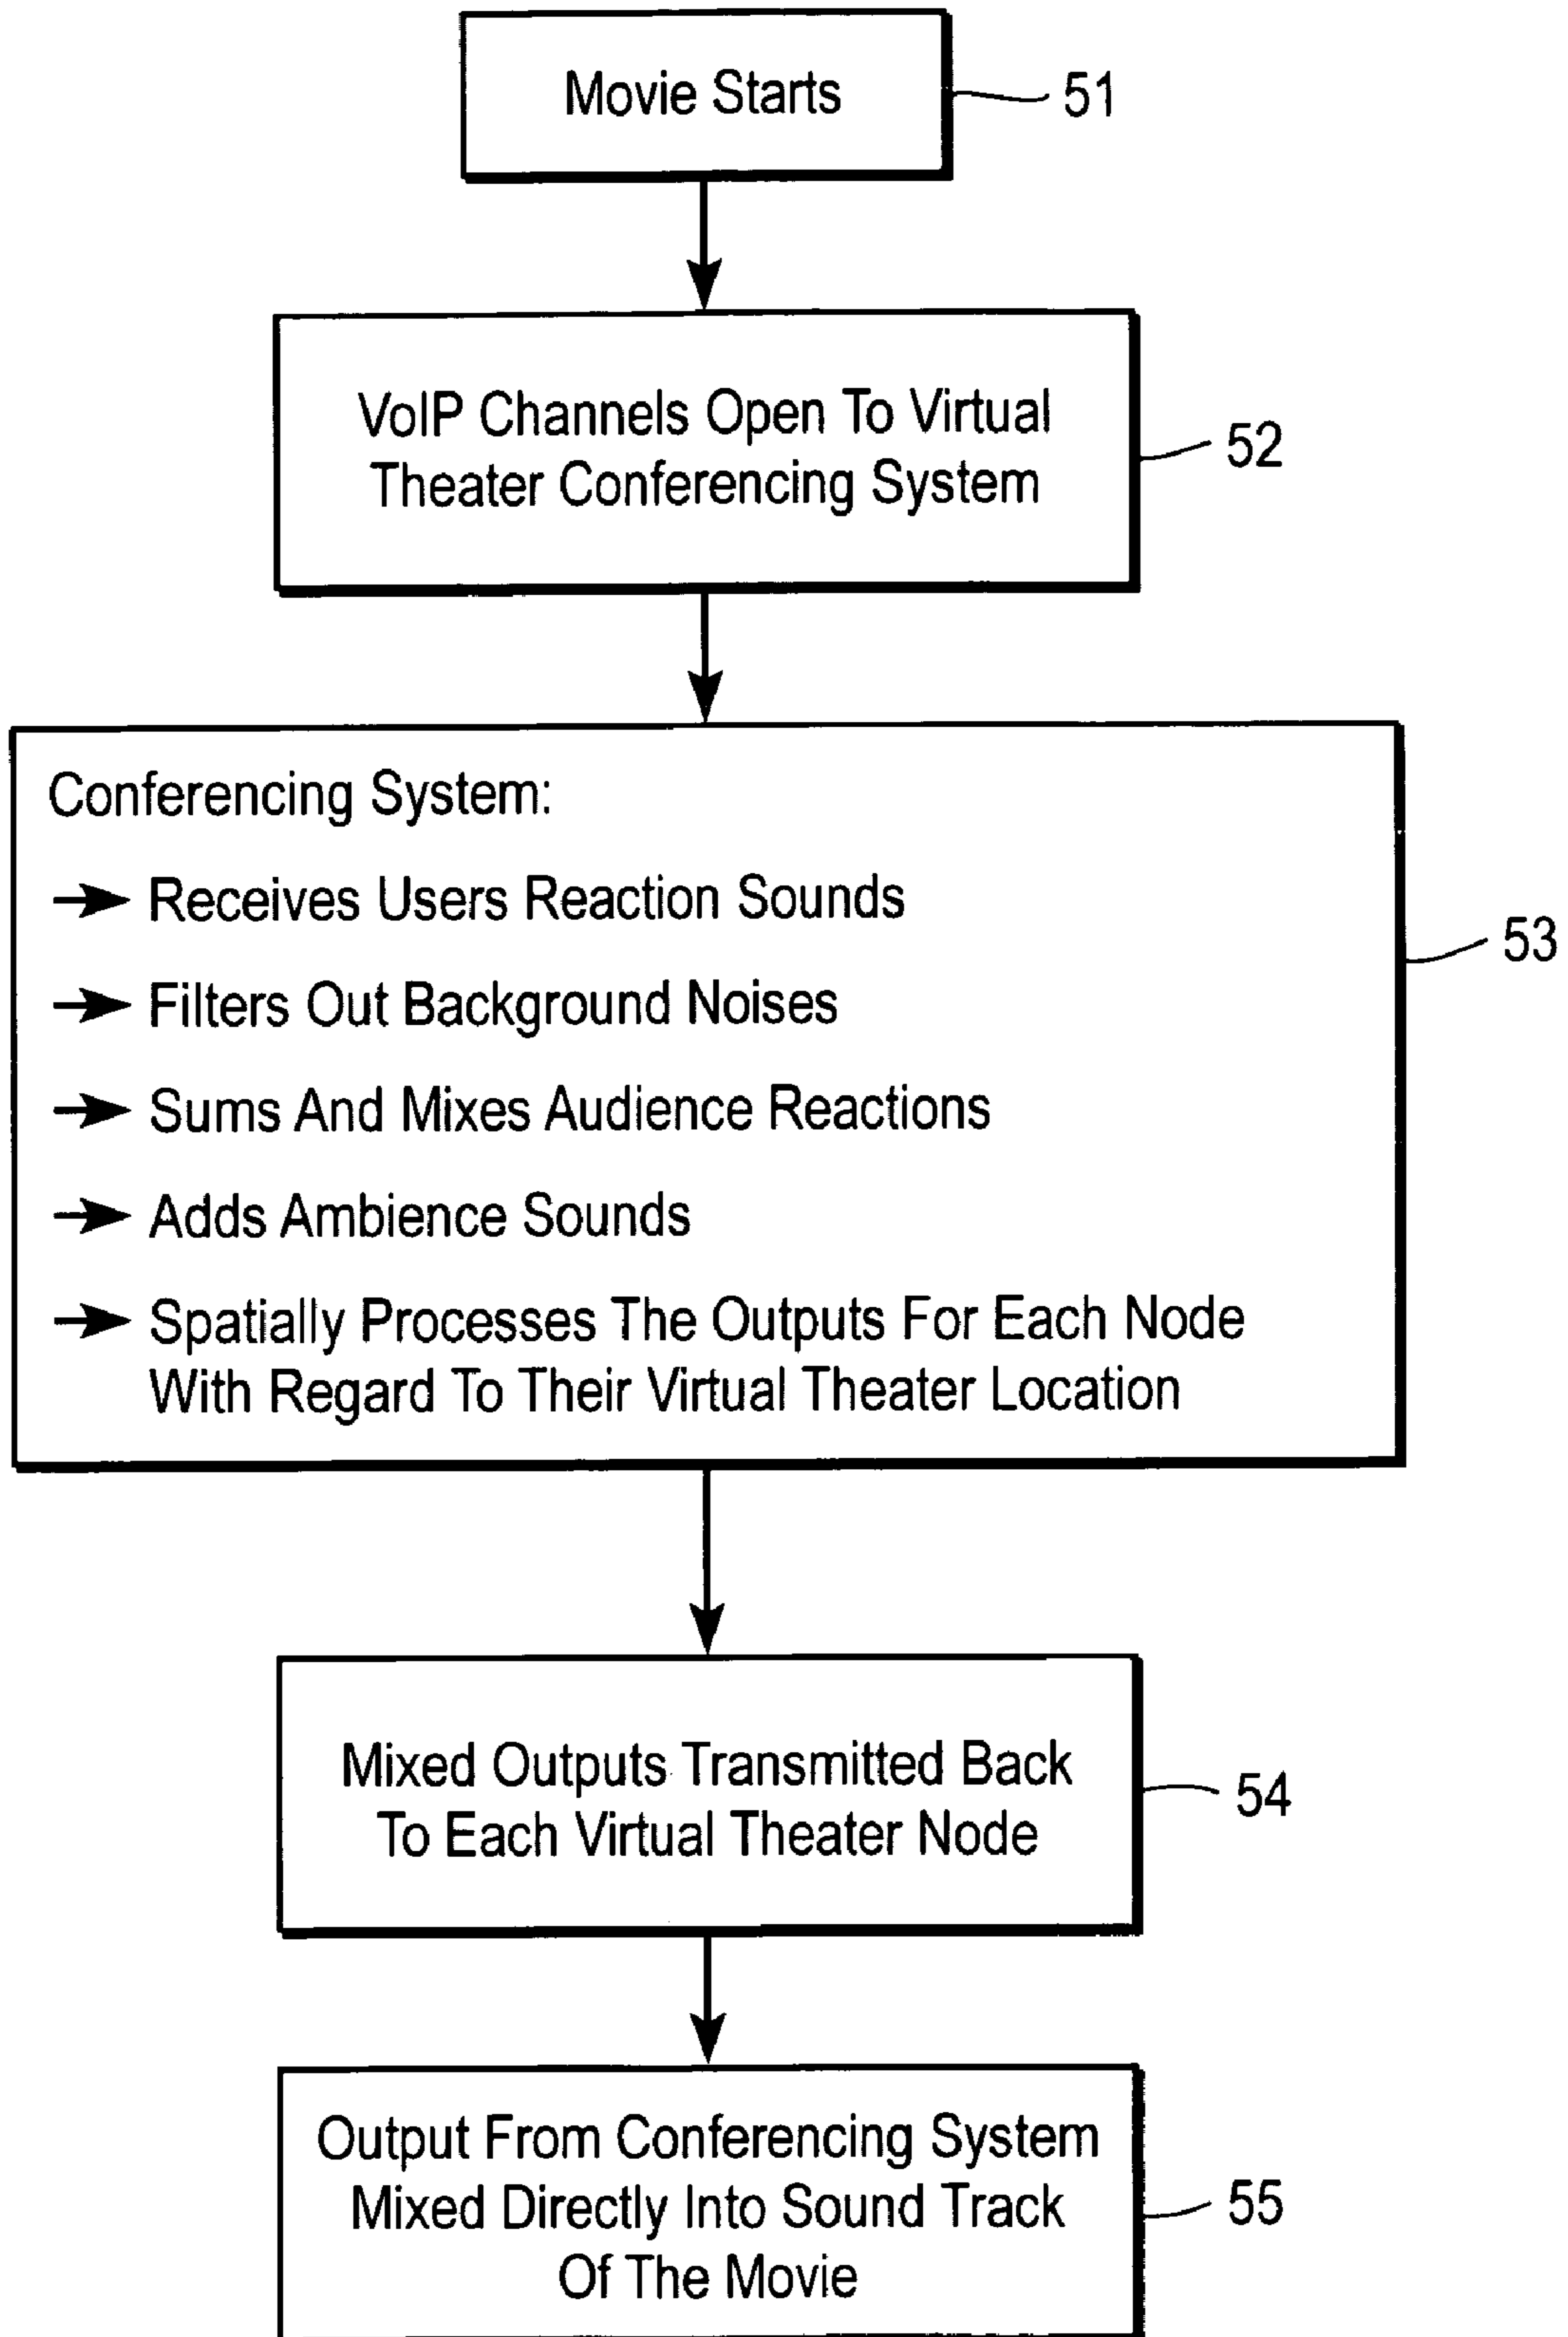 Movie Starts
51
VoIP Channels Open To Virtual
Theater Conferencing System
52
Conferencing System:
Receives Users Reaction Sounds
Filters Out Background Noises
Sums And Mixes Audience Reactions
Adds Ambience Sounds
Spatially Processes The Outputs For Each Node
With Regard To Their Virtual Theater Location
53
Mixed Outputs Transmitted Back
To Each Virtual Theater Node
54
Output From Conferencing System
Mixed Directly Into Sound Track
Of The Movie
55